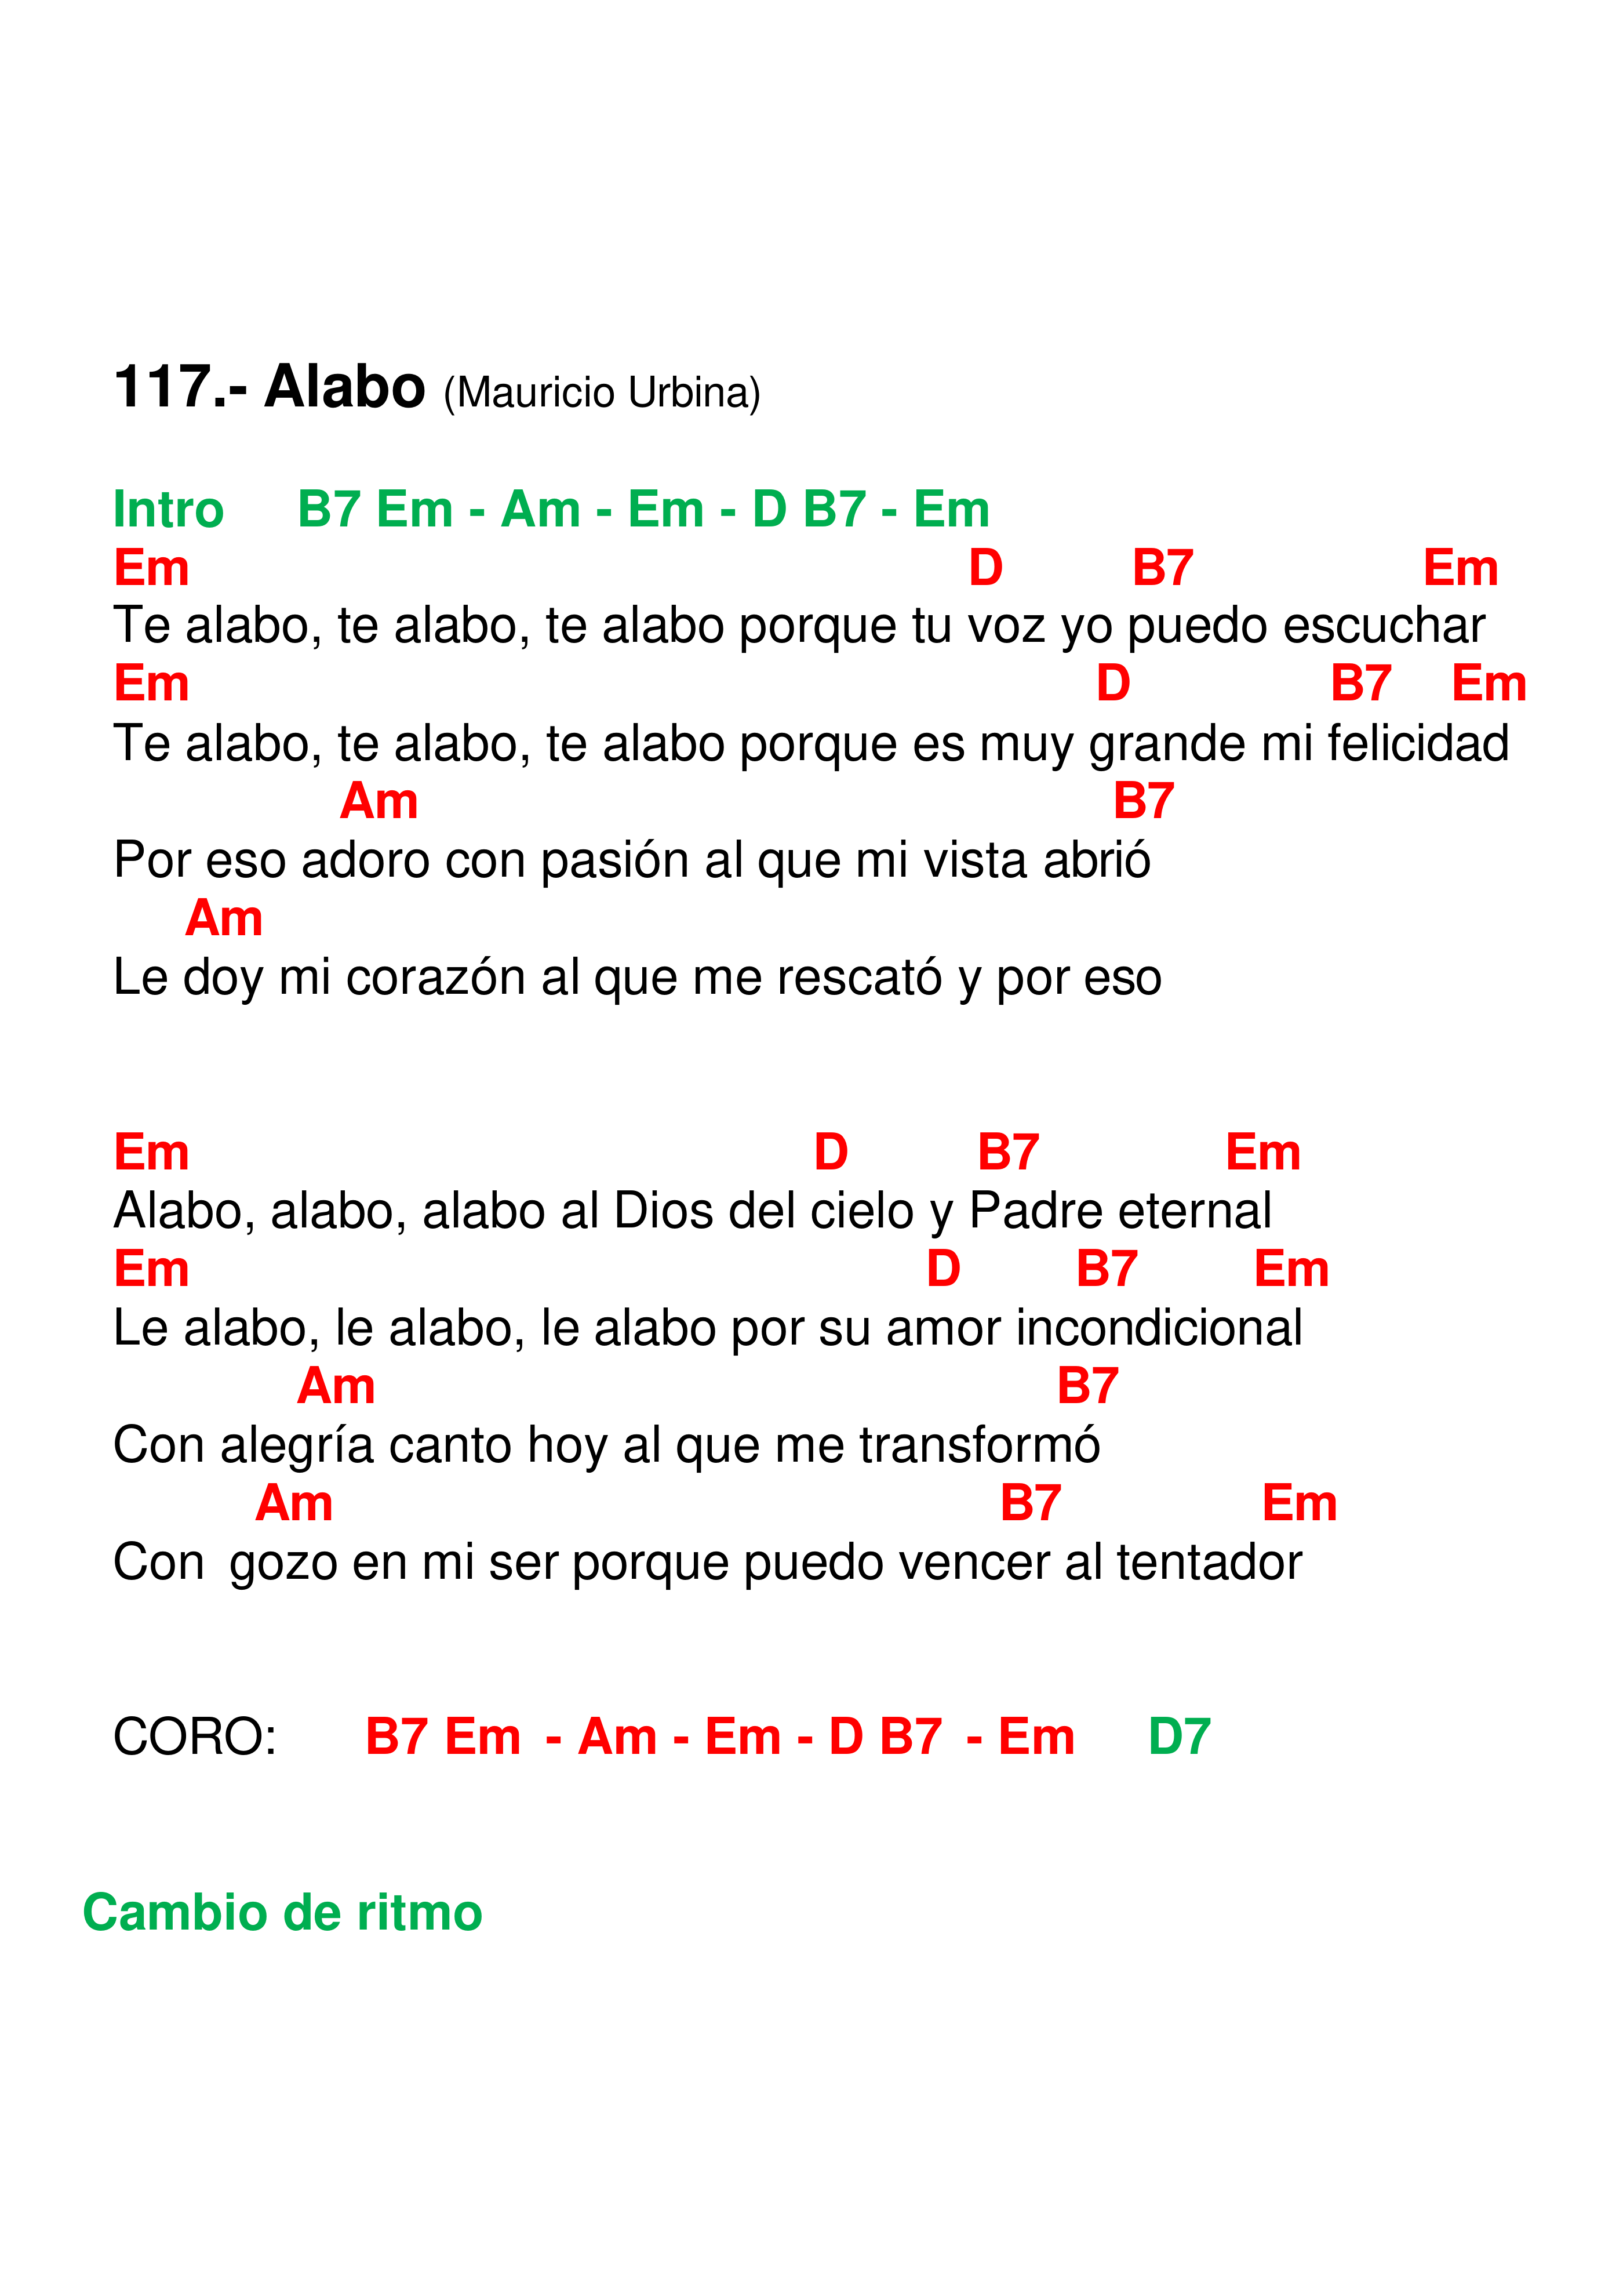 117.- Alabo (Mauricio Urbina)
Intro B7 Em - Am - Em - D B7 - Em
Em D B7 Em
Te alabo, te alabo, te alabo porque tu voz yo puedo escuchar
Em D B7 Em
Te alabo, te alabo, te alabo porque es muy grande mi felicidad
Am B7
Por eso adoro con pasión al que mi vista abrió
Am
Le doy mi corazón al que me rescató y por eso
Em D B7 Em
Alabo, alabo, alabo al Dios del cielo y Padre eternal
Em D B7 Em
Le alabo, le alabo, le alabo por su amor incondicional
Am B7
Con alegría canto hoy al que me transformó
Am B7 Em
Con gozo en mi ser porque puedo vencer al tentador
CORO: B7 Em - Am - Em - D B7 - Em D7
Cambio de ritmo